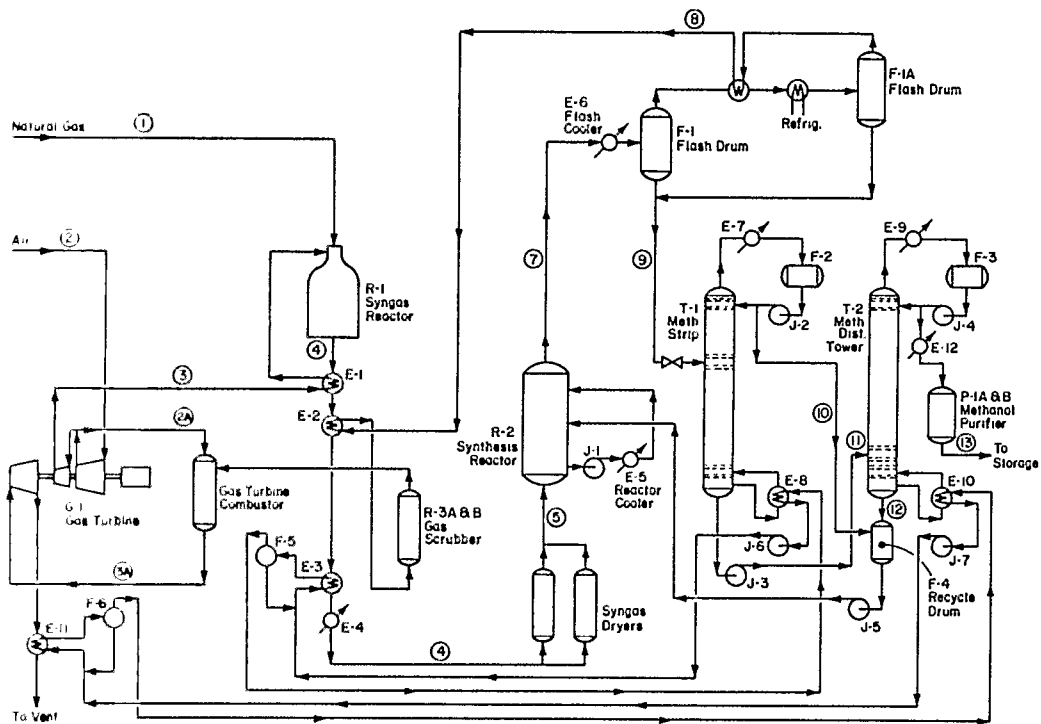 ⑧
F-1A
Flash Drum
Natural Gas
①
E-6
Flash
Cooler
F-1
Flash Drum
Refrig.
Air
②
R-1
Syngas
Reactor
⑦
⑨
E-7
F-2
E-9
F-3
T-1
Meth
Strip
J-2
T-2
Meth
Dist.
Tower
J-4
E-12
④
③
E-1
E-2
②A
R-2
Synthesis
Reactor
J-1
E-5
Reactor
Cooler
⑩
⑪
P-1A & B
Methanol
Purifier
⑬
To
Storage
G-1
Gas Turbine
Gas Turbine
Combustor
R-3A & B
Gas
Scrubber
⑤
E-8
E-10
⑫
③A
F-5
E-3
J-6
J-7
J-3
F-4
Recycle
Drum
F-6
E-11
E-4
Syngas
Dryers
J-5
④
To Vent